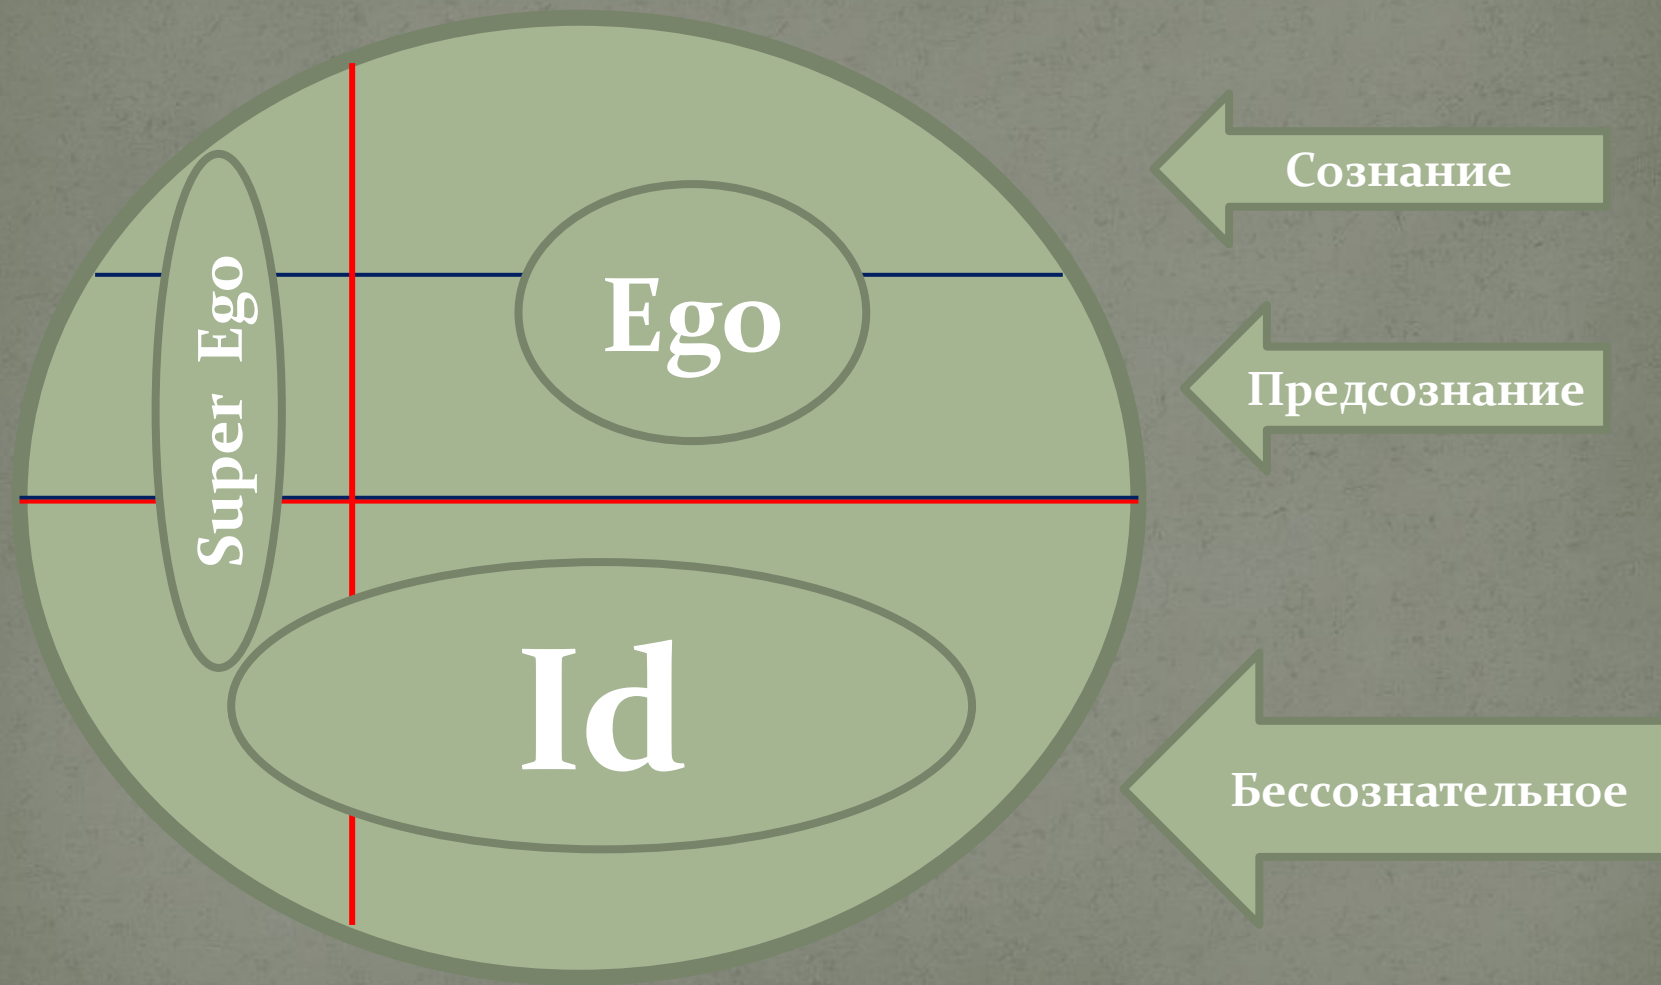 Сознание
Super Ego
Ego
Предсознание
Id
Бессознательное